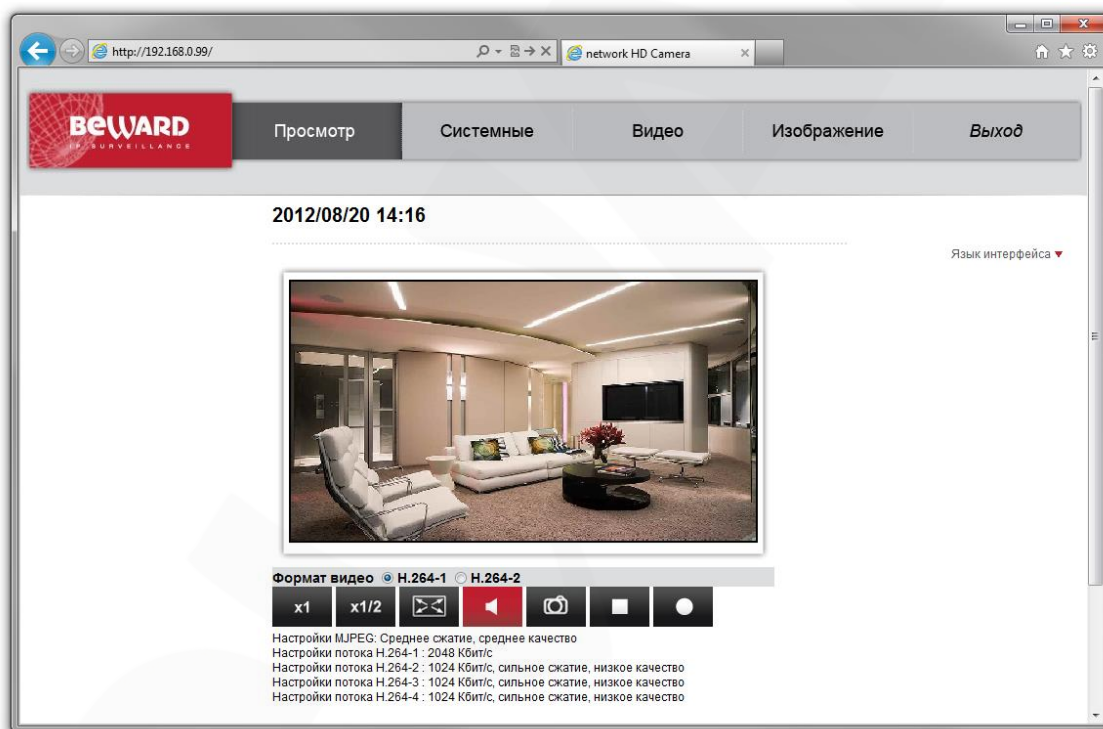 http://192.168.0.99/
network HD Camera
BEWARD
IP SURVEILLANCE
Просмотр
Системные
Видео
Изображение
Выход
2012/08/20 14:16
Язык интерфейса
Формат видео H.264-1 H.264-2
x1 x1/2
Настройки MJPEG: Среднее сжатие, среднее качество
Настройки потока H.264-1 : 2048 Кбит/с
Настройки потока H.264-2 : 1024 Кбит/с, сильное сжатие, низкое качество
Настройки потока H.264-3 : 1024 Кбит/с, сильное сжатие, низкое качество
Настройки потока H.264-4 : 1024 Кбит/с, сильное сжатие, низкое качество